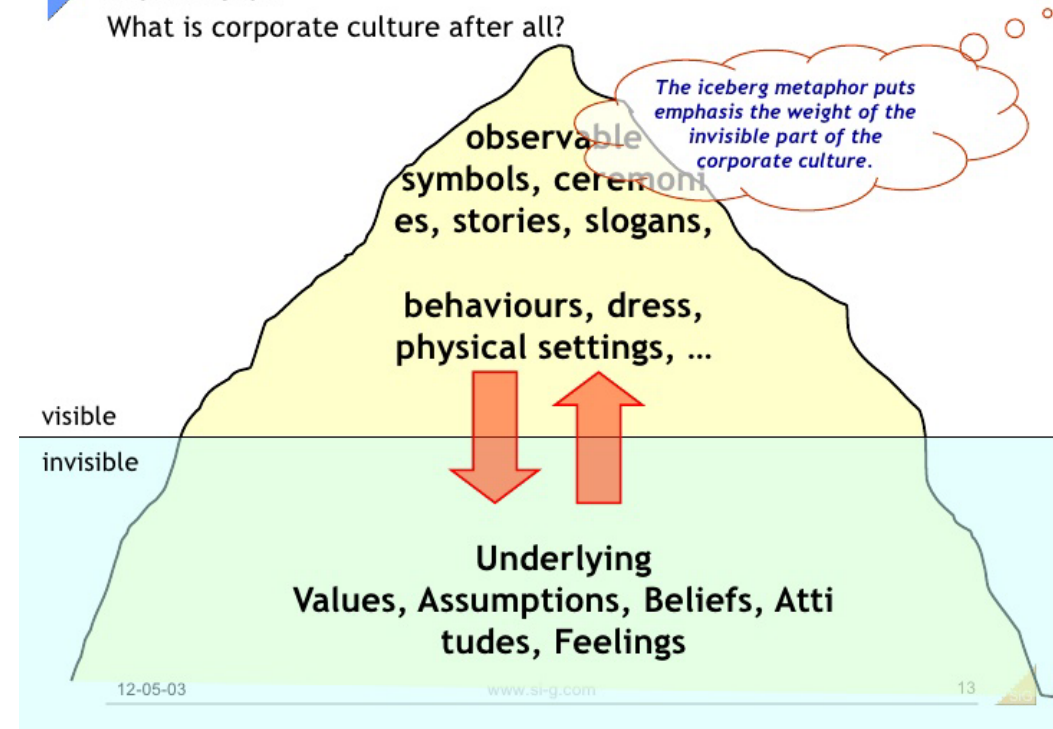 What is corporate culture after all?
The iceberg metaphor puts
emphasis the weight of the
invisible part of the
corporate culture.
observable
symbols, ceremoni
es, stories, slogans,
behaviours, dress,
physical settings, ...
visible
invisible
Underlying
Values, Assumptions, Beliefs, Atti
tudes, Feelings
12-05-03
www.si-g.com
13